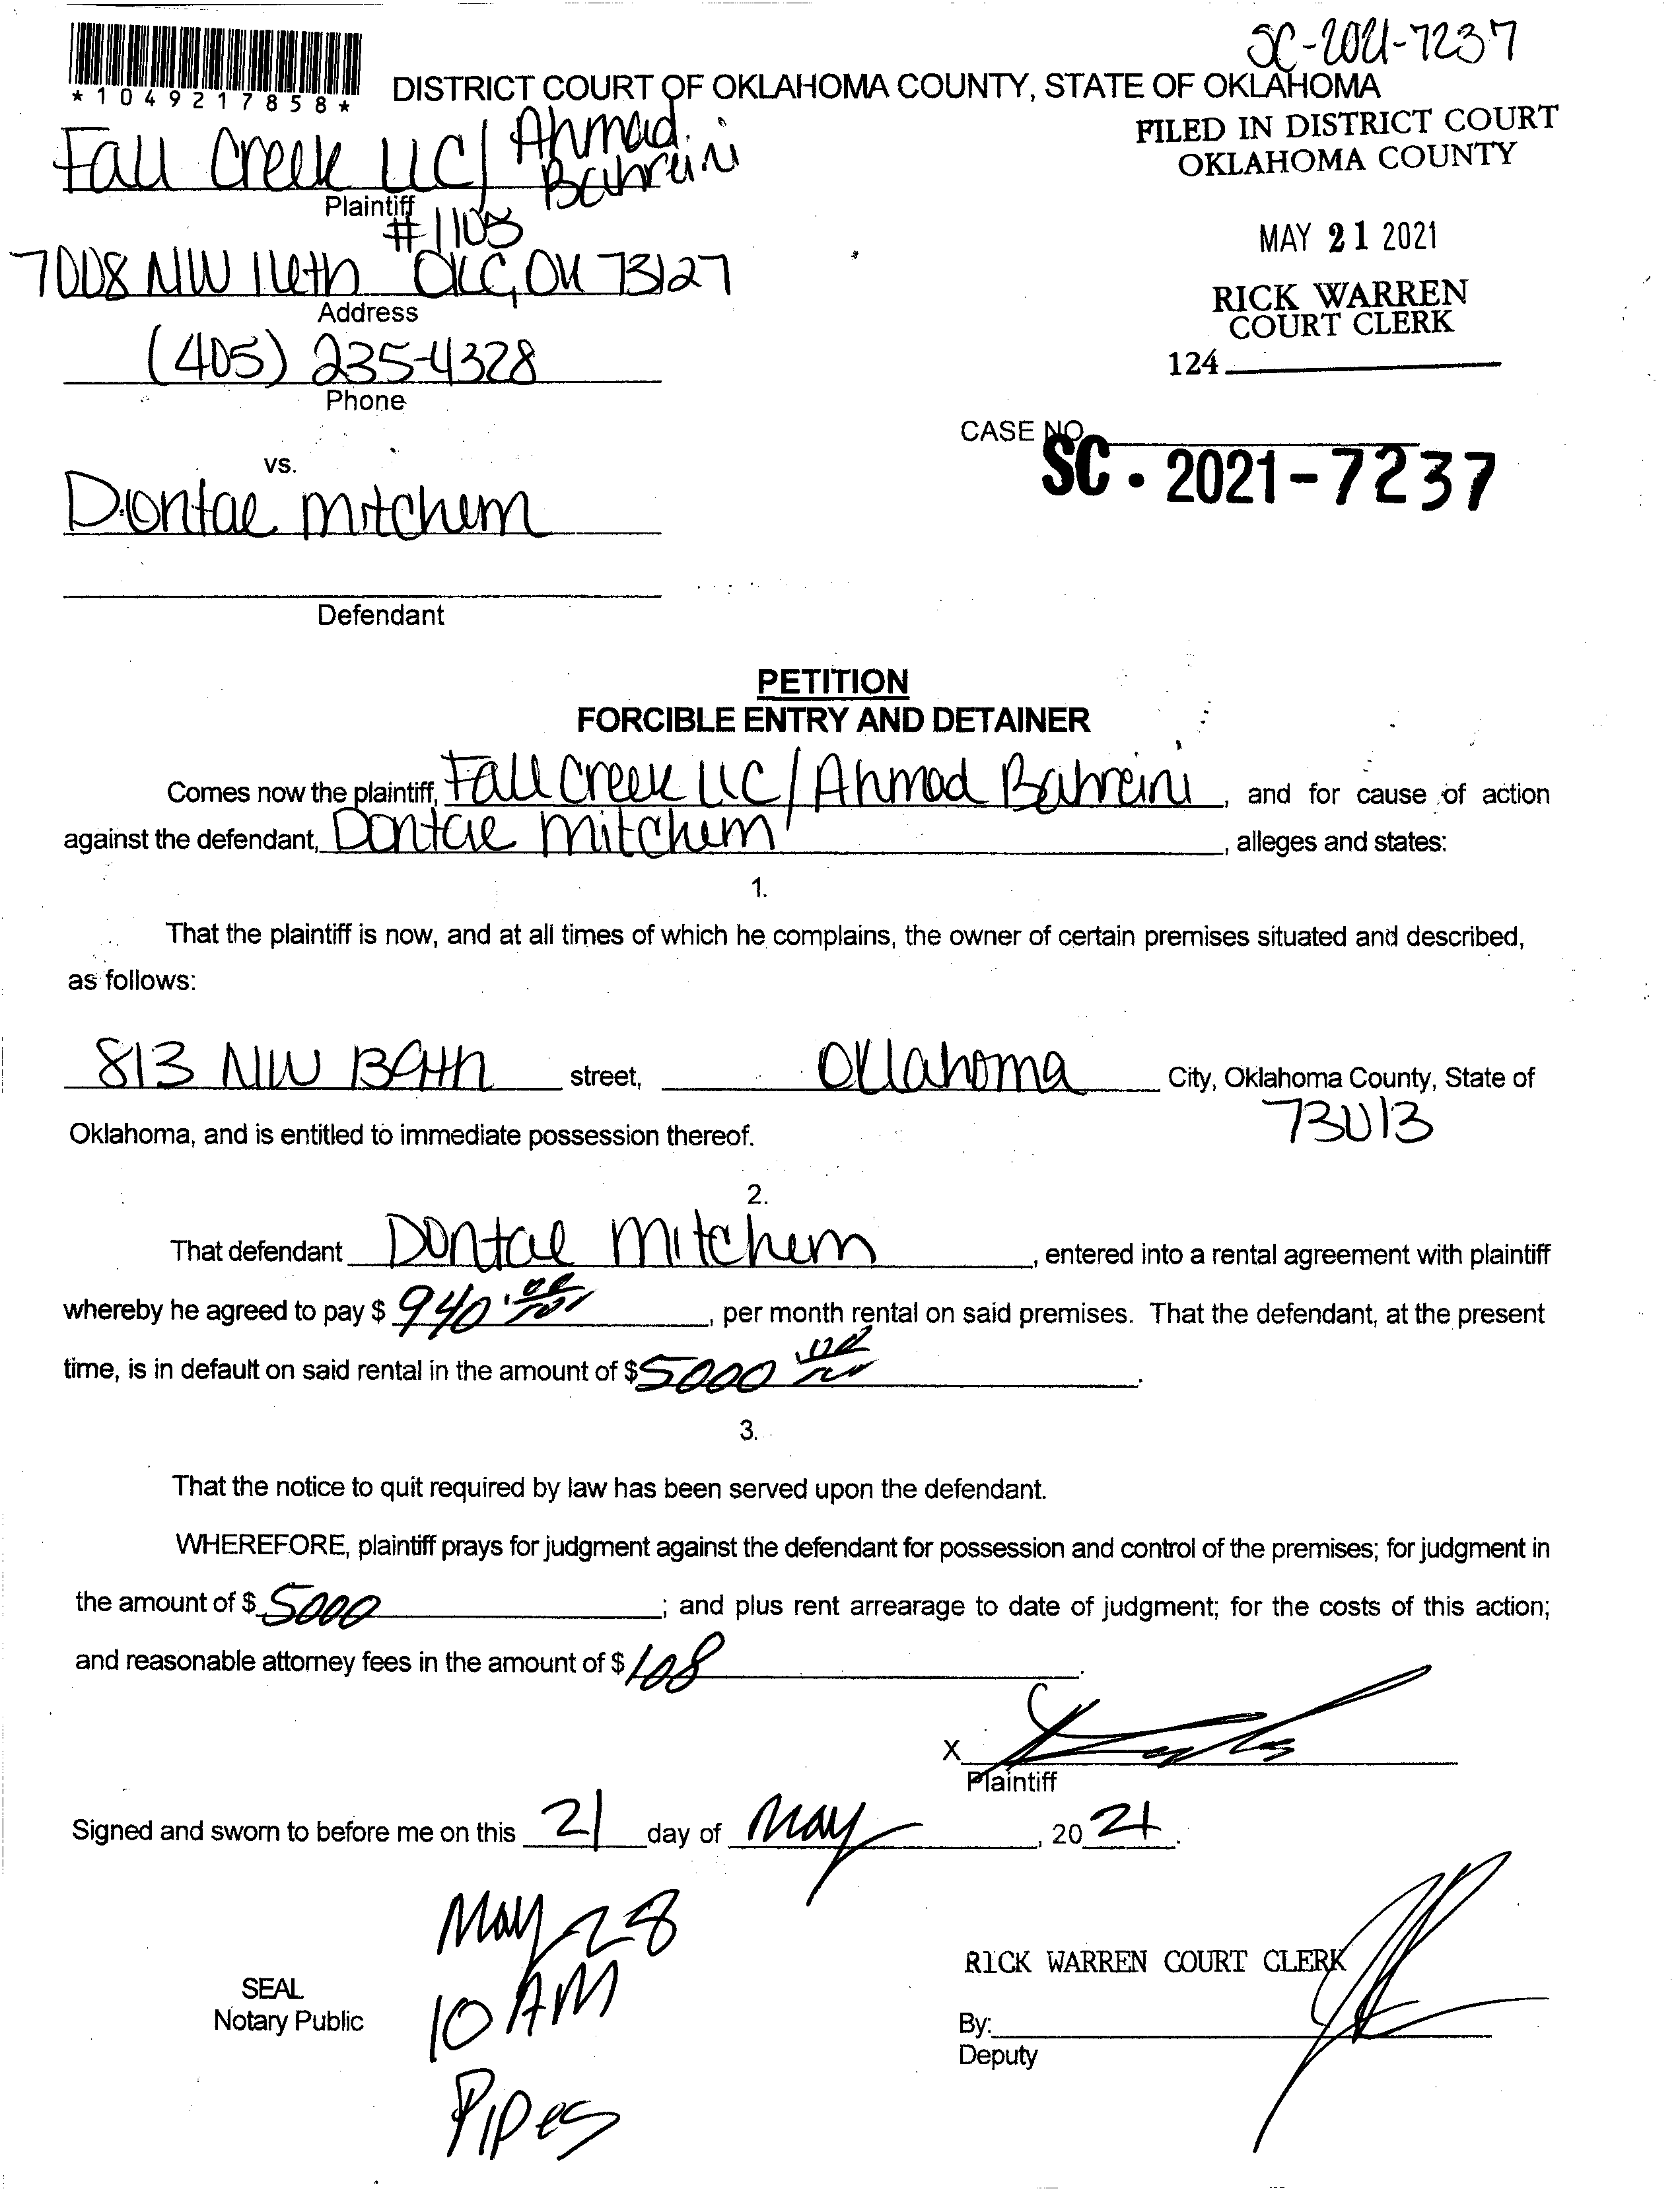 SC-2021-7237
*1049217858*
DISTRICT COURT OF OKLAHOMA COUNTY, STATE OF OKLAHOMA
FILED IN DISTRICT COURT
OKLAHOMA COUNTY
Fall Creek LLC/ Ahmad Bahreini
Plaintiff
#1103
MAY 21 2021
7008 NW 16th OKC, OK 73127
Address
RICK WARREN
COURT CLERK
(405) 235-4328
Phone
124
CASE NO.
SC-2021-7237
vs.
Dontae Mitchem
Defendant
PETITION
FORCIBLE ENTRY AND DETAINER
Comes now the plaintiff, Fall Creek LLC/Ahmad Bahreini, and for cause of action
against the defendant, Dontae Mitchem, alleges and states:
1.
That the plaintiff is now, and at all times of which he complains, the owner of certain premises situated and described,
as follows:
813 NW street, Oklahoma City, Oklahoma County, State of
73013
Oklahoma, and is entitled to immediate possession thereof.
2.
That defendant Dontae Mitchem, entered into a rental agreement with plaintiff
whereby he agreed to pay $ 940, per month rental on said premises. That the defendant, at the present
time, is in default on said rental in the amount of $5000.
3.
That the notice to quit required by law has been served upon the defendant.
WHEREFORE, plaintiff prays for judgment against the defendant for possession and control of the premises; for judgment in
the amount of $ 5000; and plus rent arrearage to date of judgment; for the costs of this action;
and reasonable attorney fees in the amount of $ 108.
X
Plaintiff
Signed and sworn to before me on this 21 day of May, 2021.
May 28
10 AM
Pipes
SEAL
Notary Public
RICK WARREN COURT CLERK
By:
Deputy